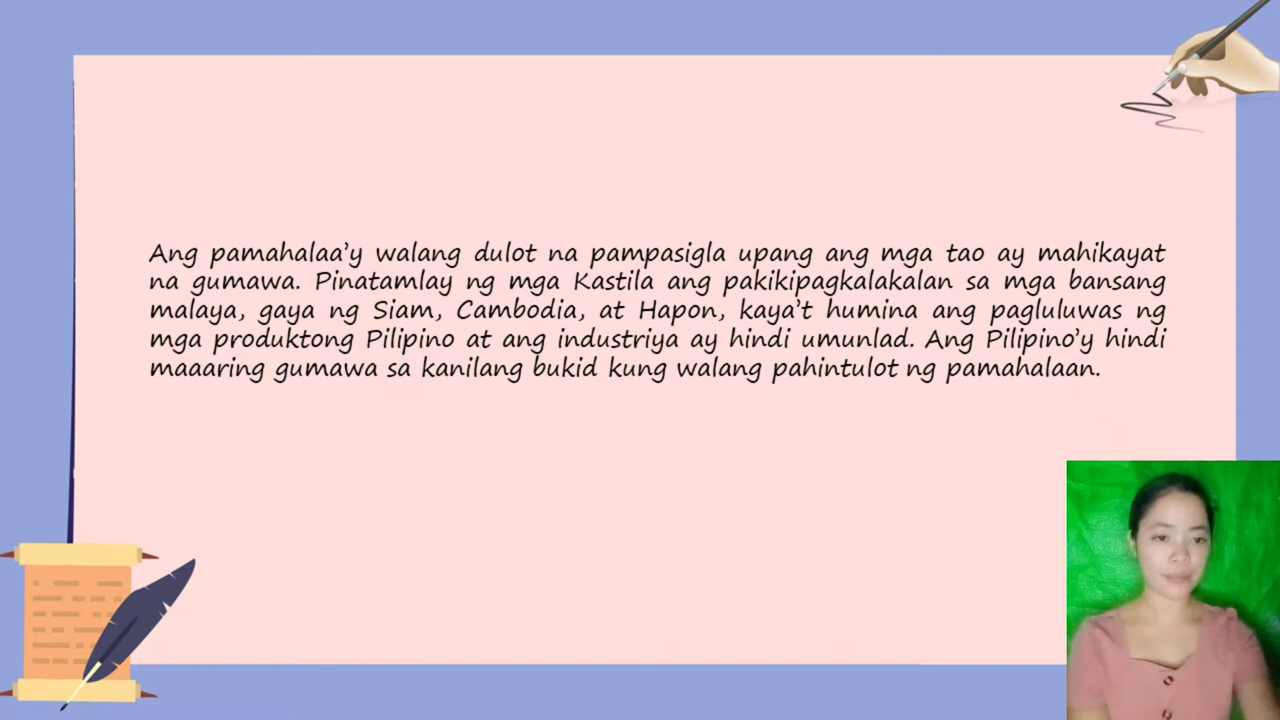 Ang pamahalaa’y walang dulot na pampasigla upang ang mga tao ay mahikayat
na gumawa. Pinatamlay ng mga Kastila ang pakikipagkalakalan sa mga bansang
malaya, gaya ng Siam, Cambodia, at Hapon, kaya’t humina ang pagluluwas ng
mga produktong Pilipino at ang industriya ay hindi umunlad. Ang Pilipino’y hindi
maaaring gumawa sa kanilang bukid kung walang pahintulot ng pamahalaan.